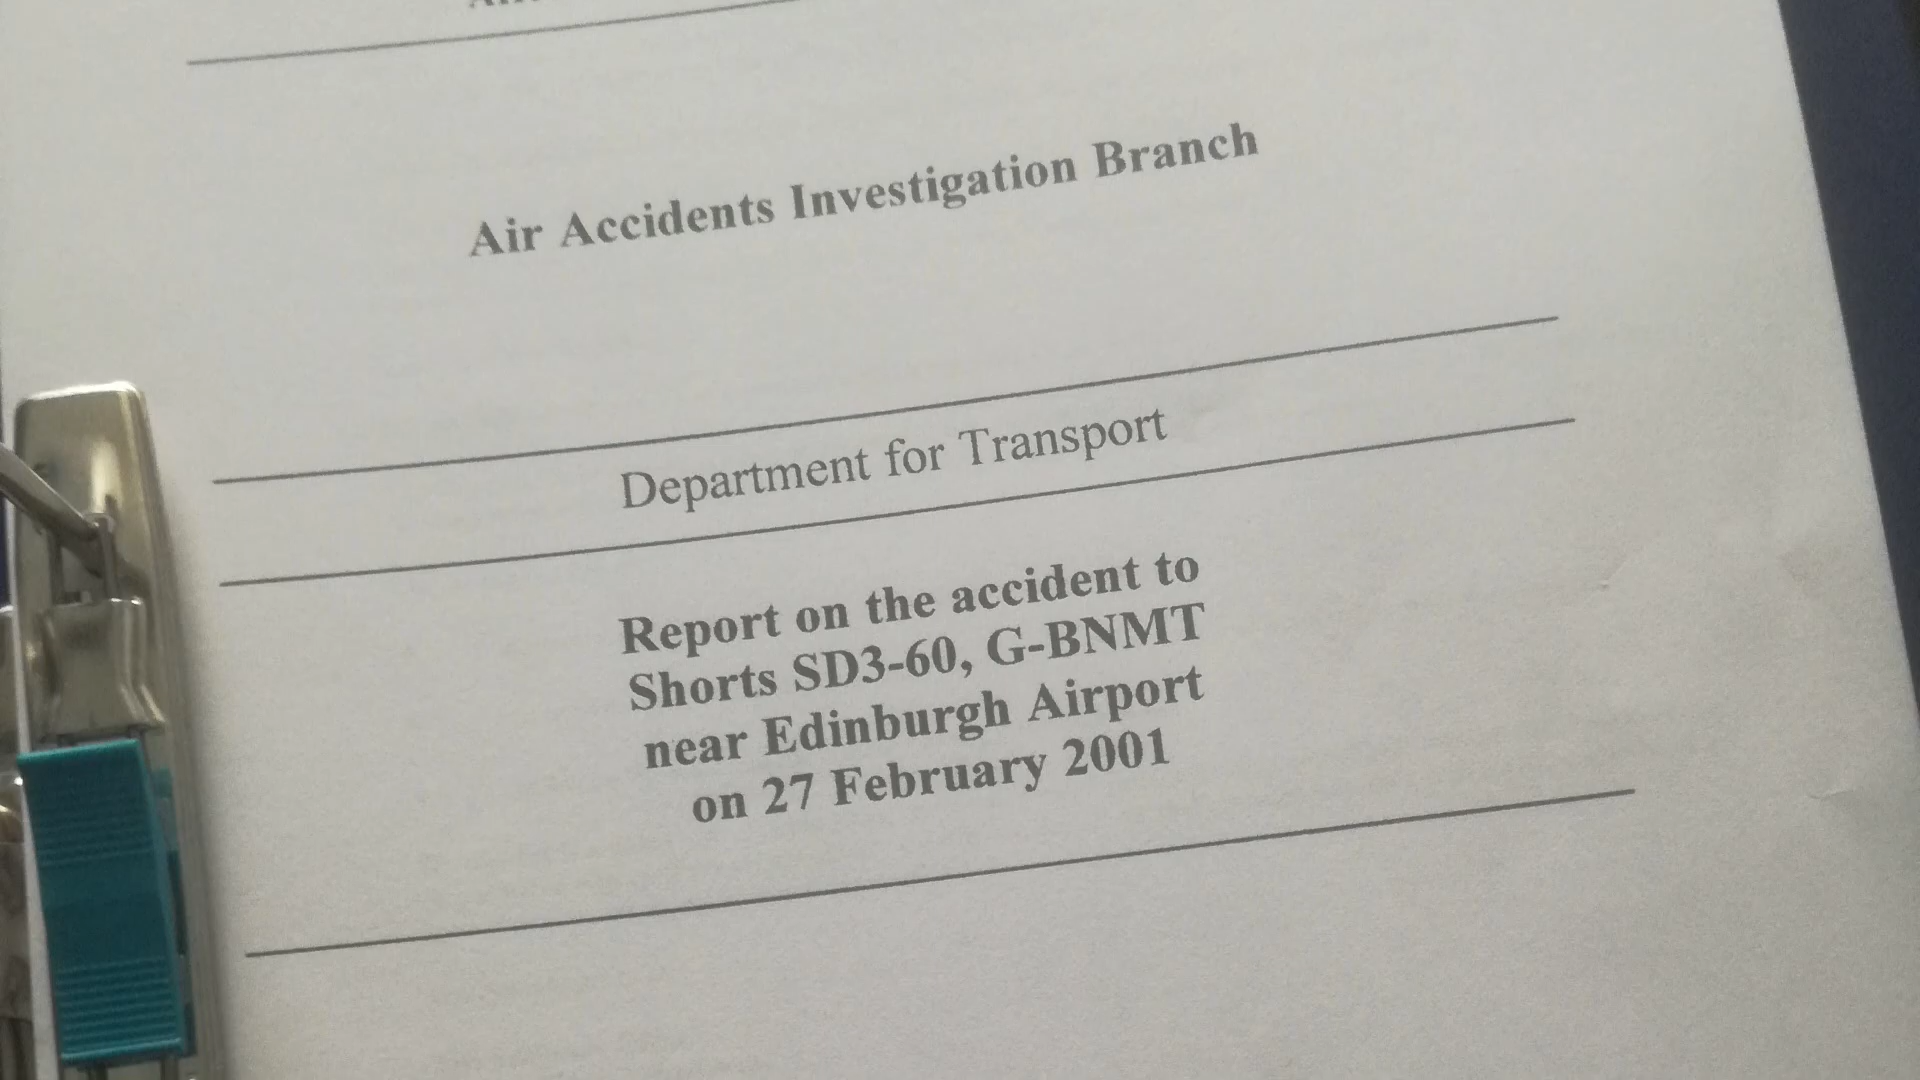 Air Accidents Investigation Branch
Department for Transport
Report on the accident to
Shorts SD3-60, G-BNMT
near Edinburgh Airport
on 27 February 2001